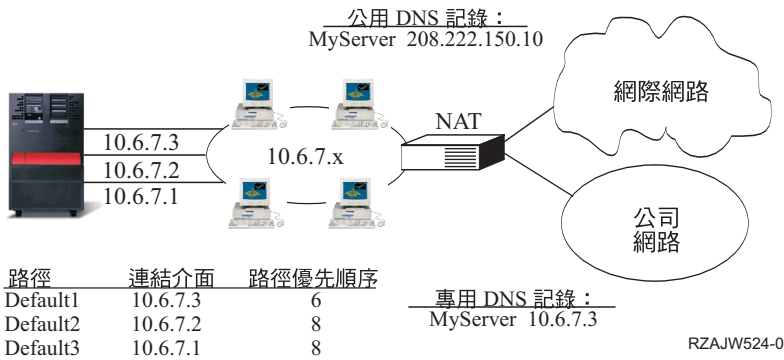 公用 DNS 記錄：
MyServer 208.222.150.10
網際網路
NAT
10.6.7.3
10.6.7.2
10.6.7.1
10.6.7.x
公司
網路
路徑 連結介面 路徑優先順序
Default1 10.6.7.3 6
Default2 10.6.7.2 8
Default3 10.6.7.1 8
專用 DNS 記錄：
MyServer 10.6.7.3
RZAJW524-0